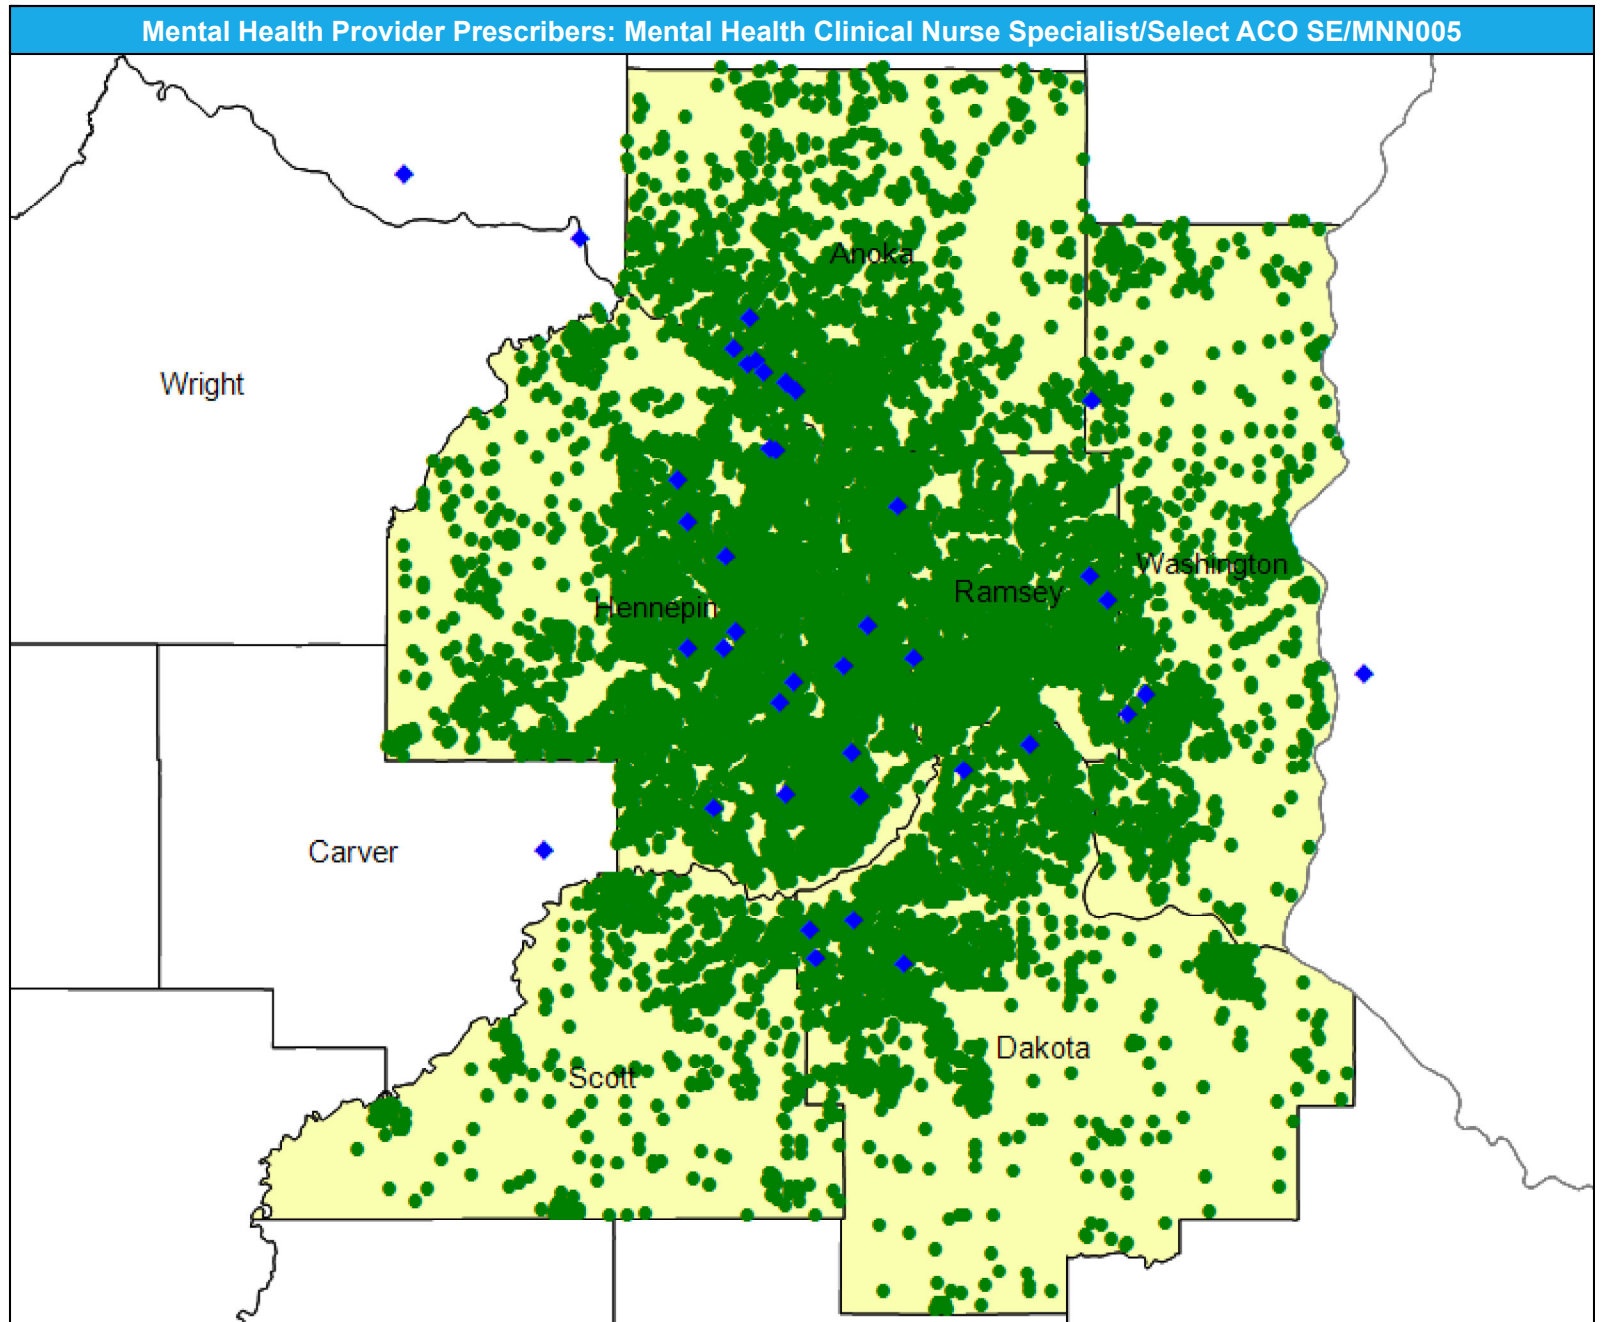 Mental Health Provider Prescribers: Mental Health Clinical Nurse Specialist/Select ACO SE/MNN005
Anoka
Wright
Washington
Ramsey
Hennepin
Carver
Dakota
Scott